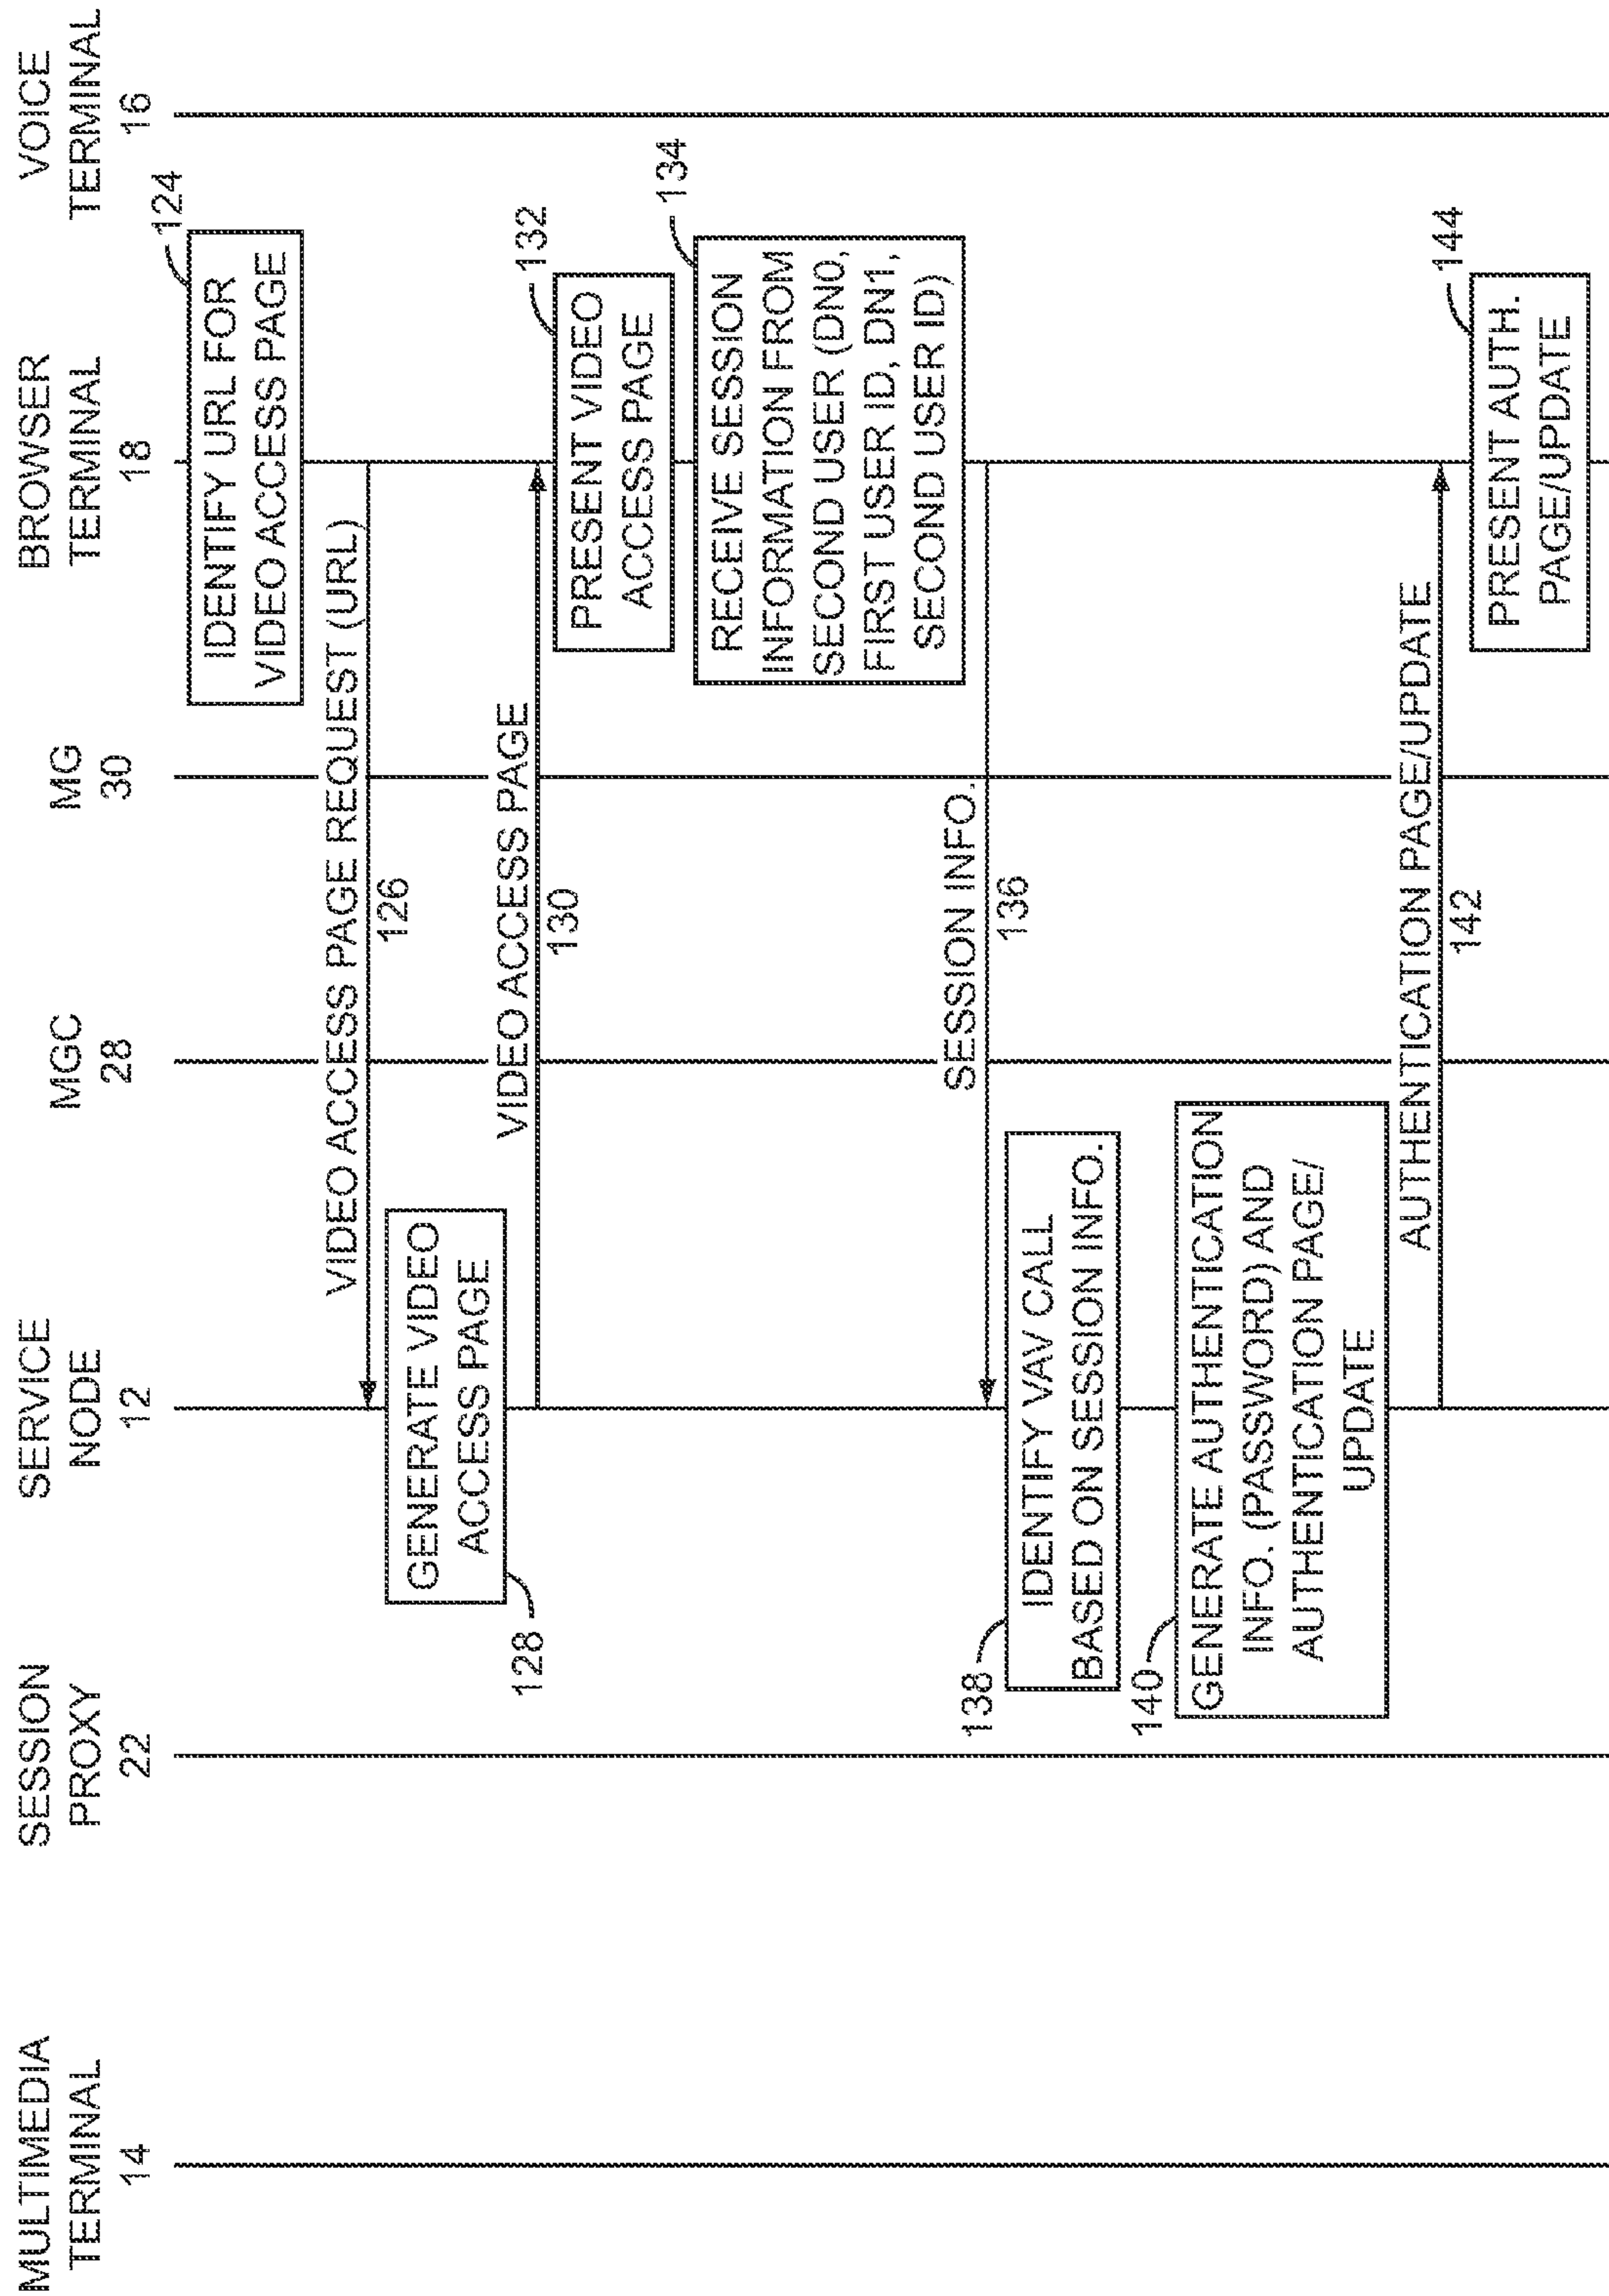 MULTIMEDIA
TERMINAL
14
SESSION
PROXY
22
SERVICE
NODE
12
MGC
28
MG
30
BROWSER
TERMINAL
18
VOICE
TERMINAL
16
124
IDENTIFY URL FOR
VIDEO ACCESS PAGE
VIDEO ACCESS PAGE REQUEST (URL)
126
GENERATE VIDEO
ACCESS PAGE
128
VIDEO ACCESS PAGE
130
132
PRESENT VIDEO
ACCESS PAGE
134
RECEIVE SESSION
INFORMATION FROM
SECOND USER (DN0,
FIRST USER ID, DN1,
SECOND USER ID)
SESSION INFO.
136
138
IDENTIFY VAV CALL
BASED ON SESSION INFO.
140
GENERATE AUTHENTICATION
INFO. (PASSWORD) AND
AUTHENTICATION PAGE/
UPDATE
AUTHENTICATION PAGE/UPDATE
142
144
PRESENT AUTH.
PAGE/UPDATE